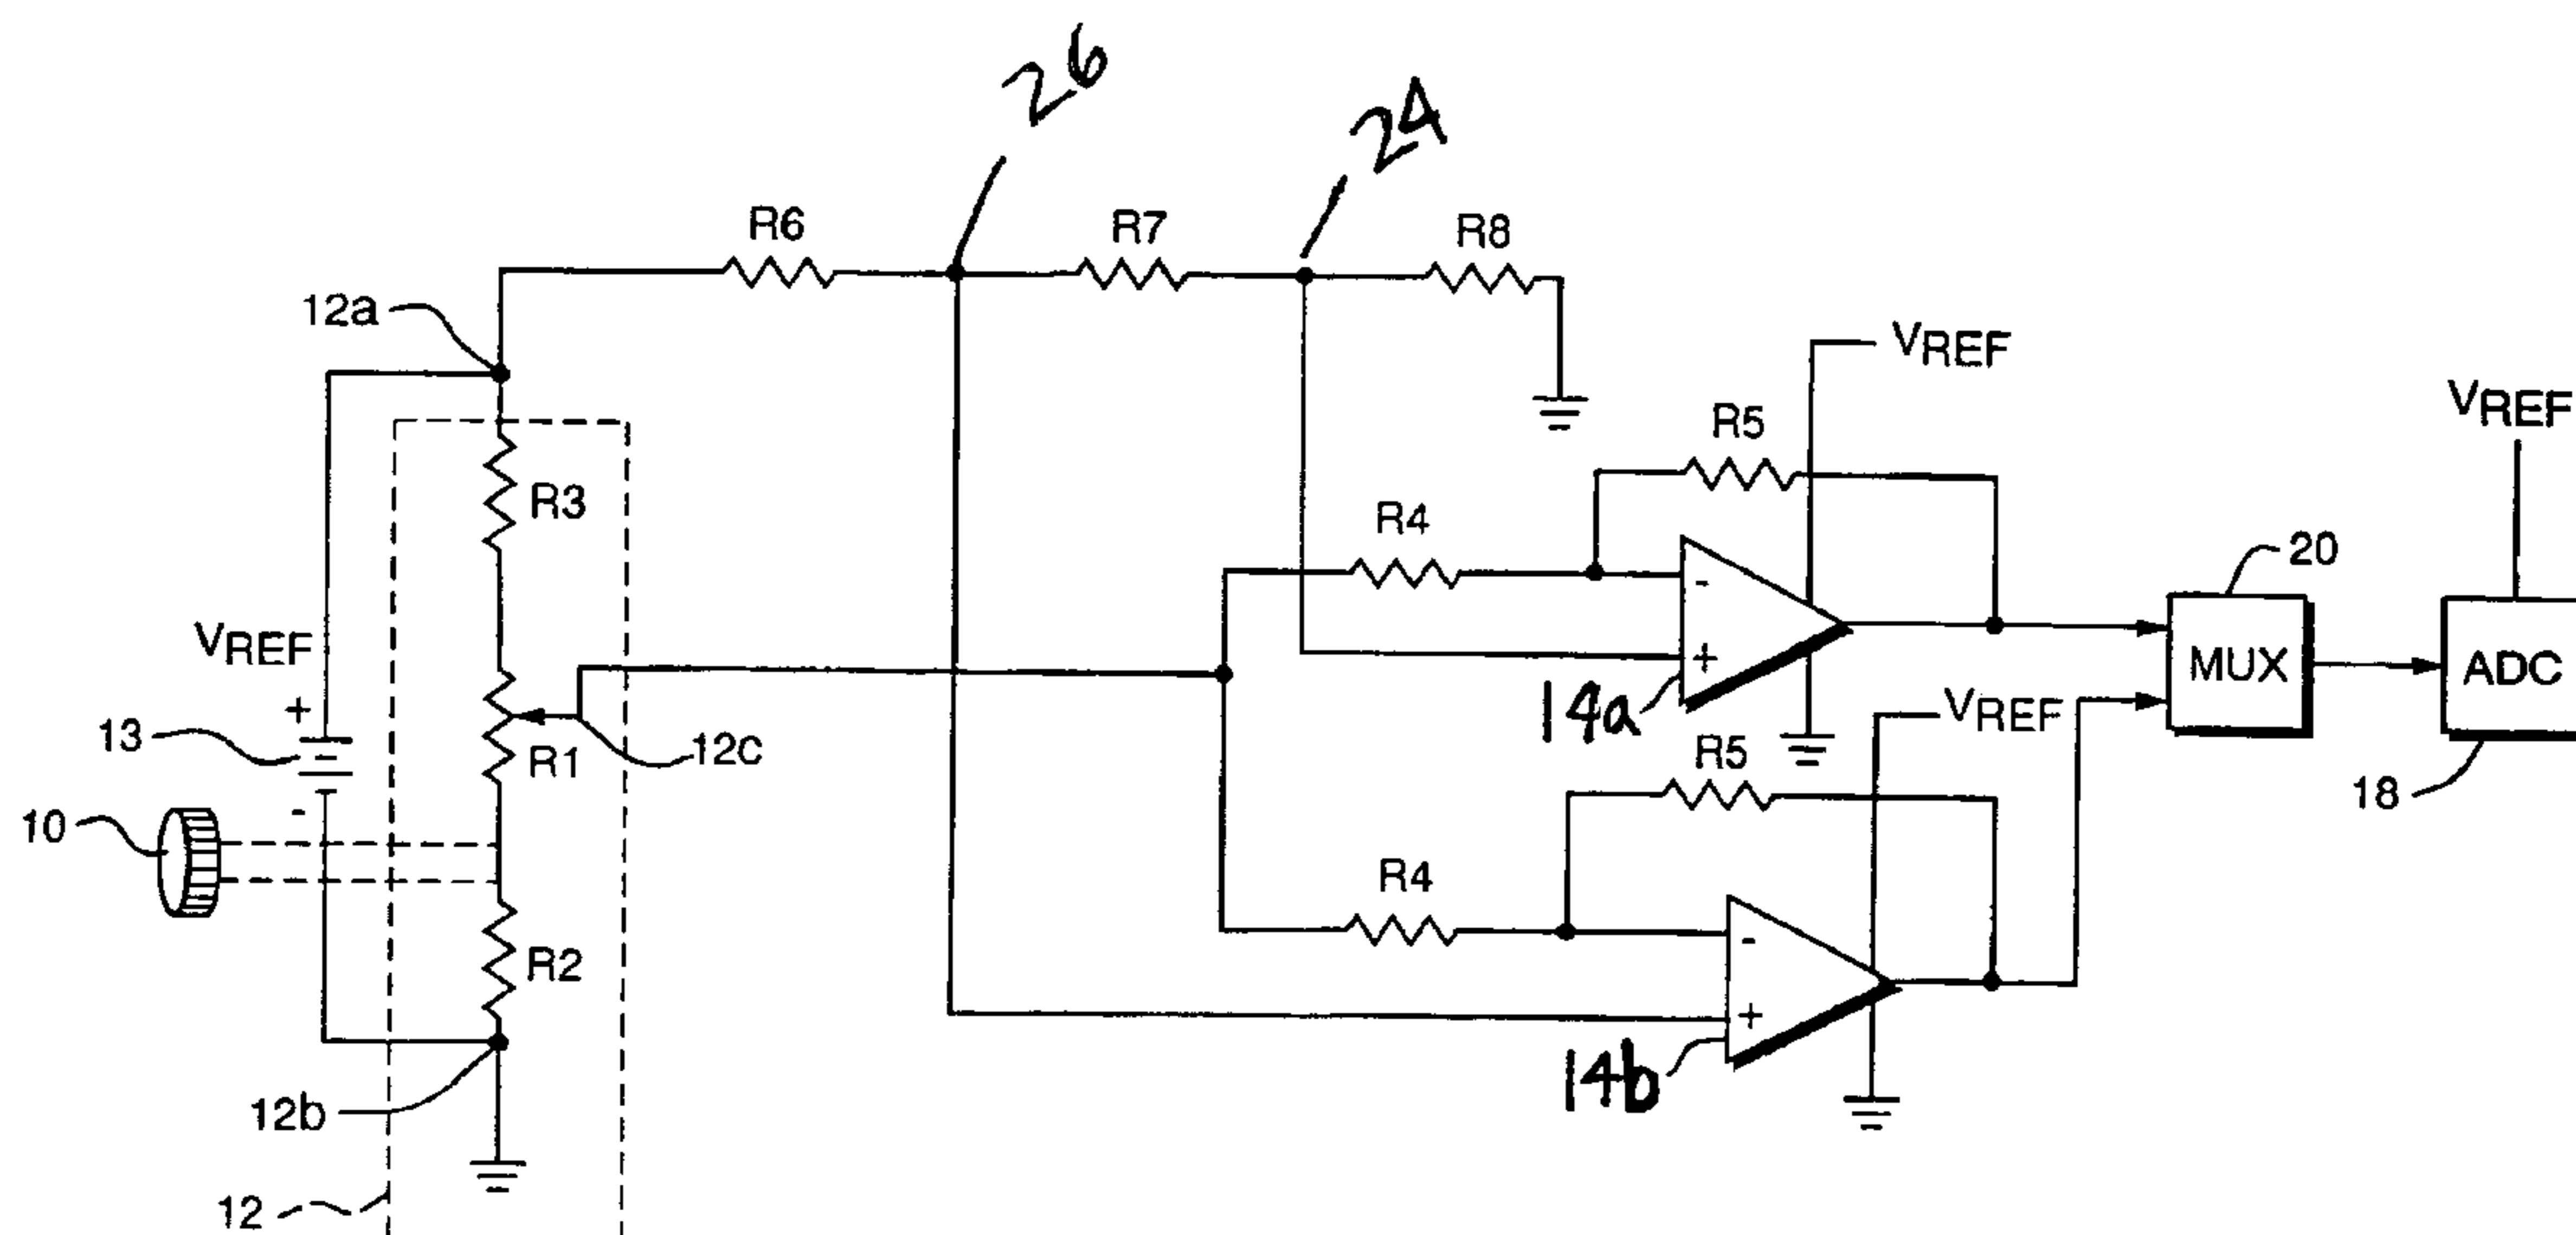 26
24
R6
R7
R8
12a
VREF
VREF
R5
R3
R4
20
VREF
- 
+
MUX
ADC
14a
VREF
13
+
-
R1
12c
R5
18
10
R4
R2
-
+
14b
12b
12